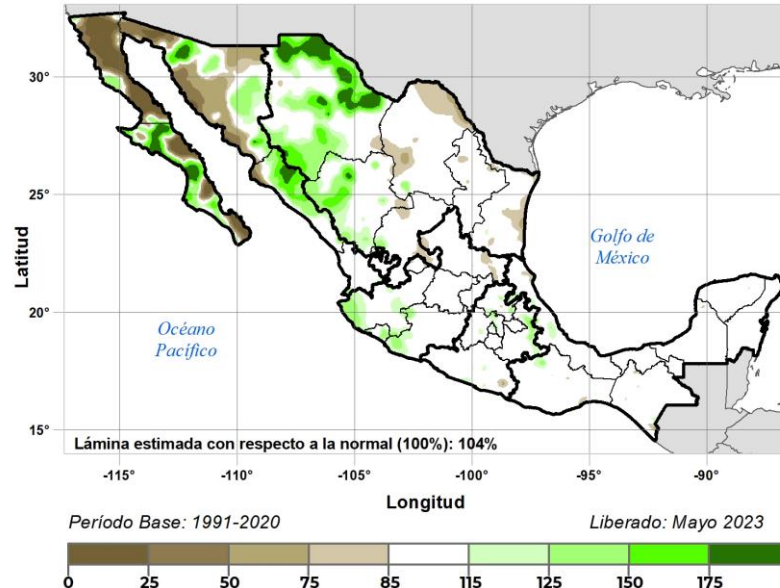 30°
25°
20°
15°
Latitud
Golfo de
México
Océano
Pacífico
Lámina estimada con respecto a la normal (100%): 104%
-115° -110° -105° -100° -95° -90°
Longitud
Período Base: 1991-2020 Liberado: Mayo 2023
0 25 50 75 85 115 125 150 175